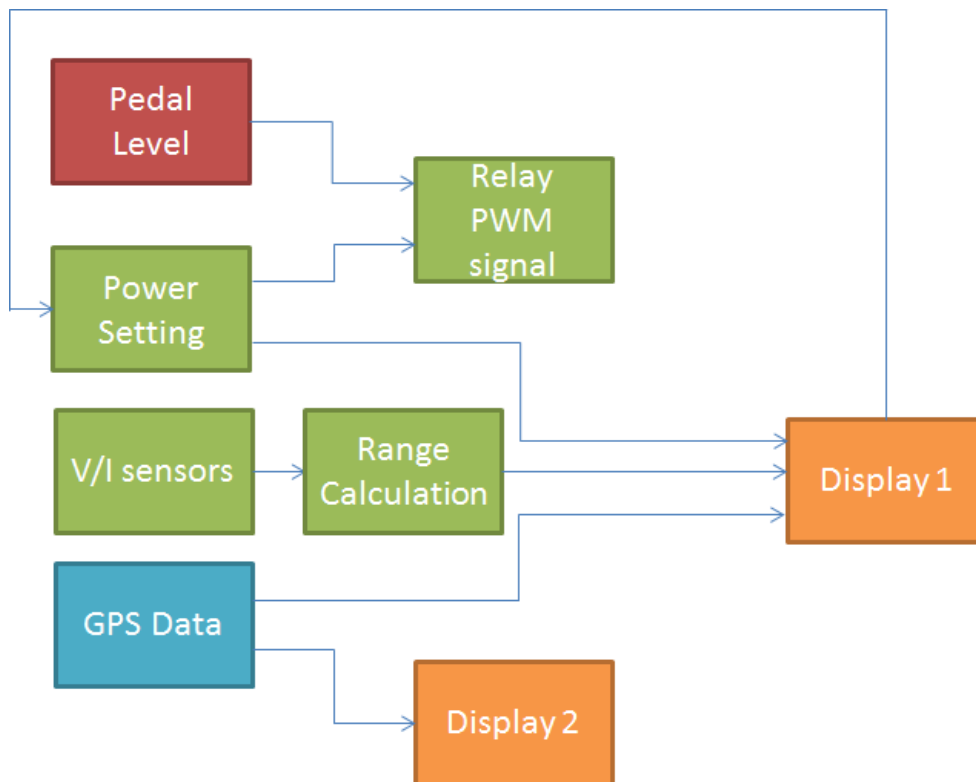 Pedal
Level
Relay
PWM
signal
Power
Setting
V/I sensors
Range
Calculation
Display 1
GPS Data
Display 2